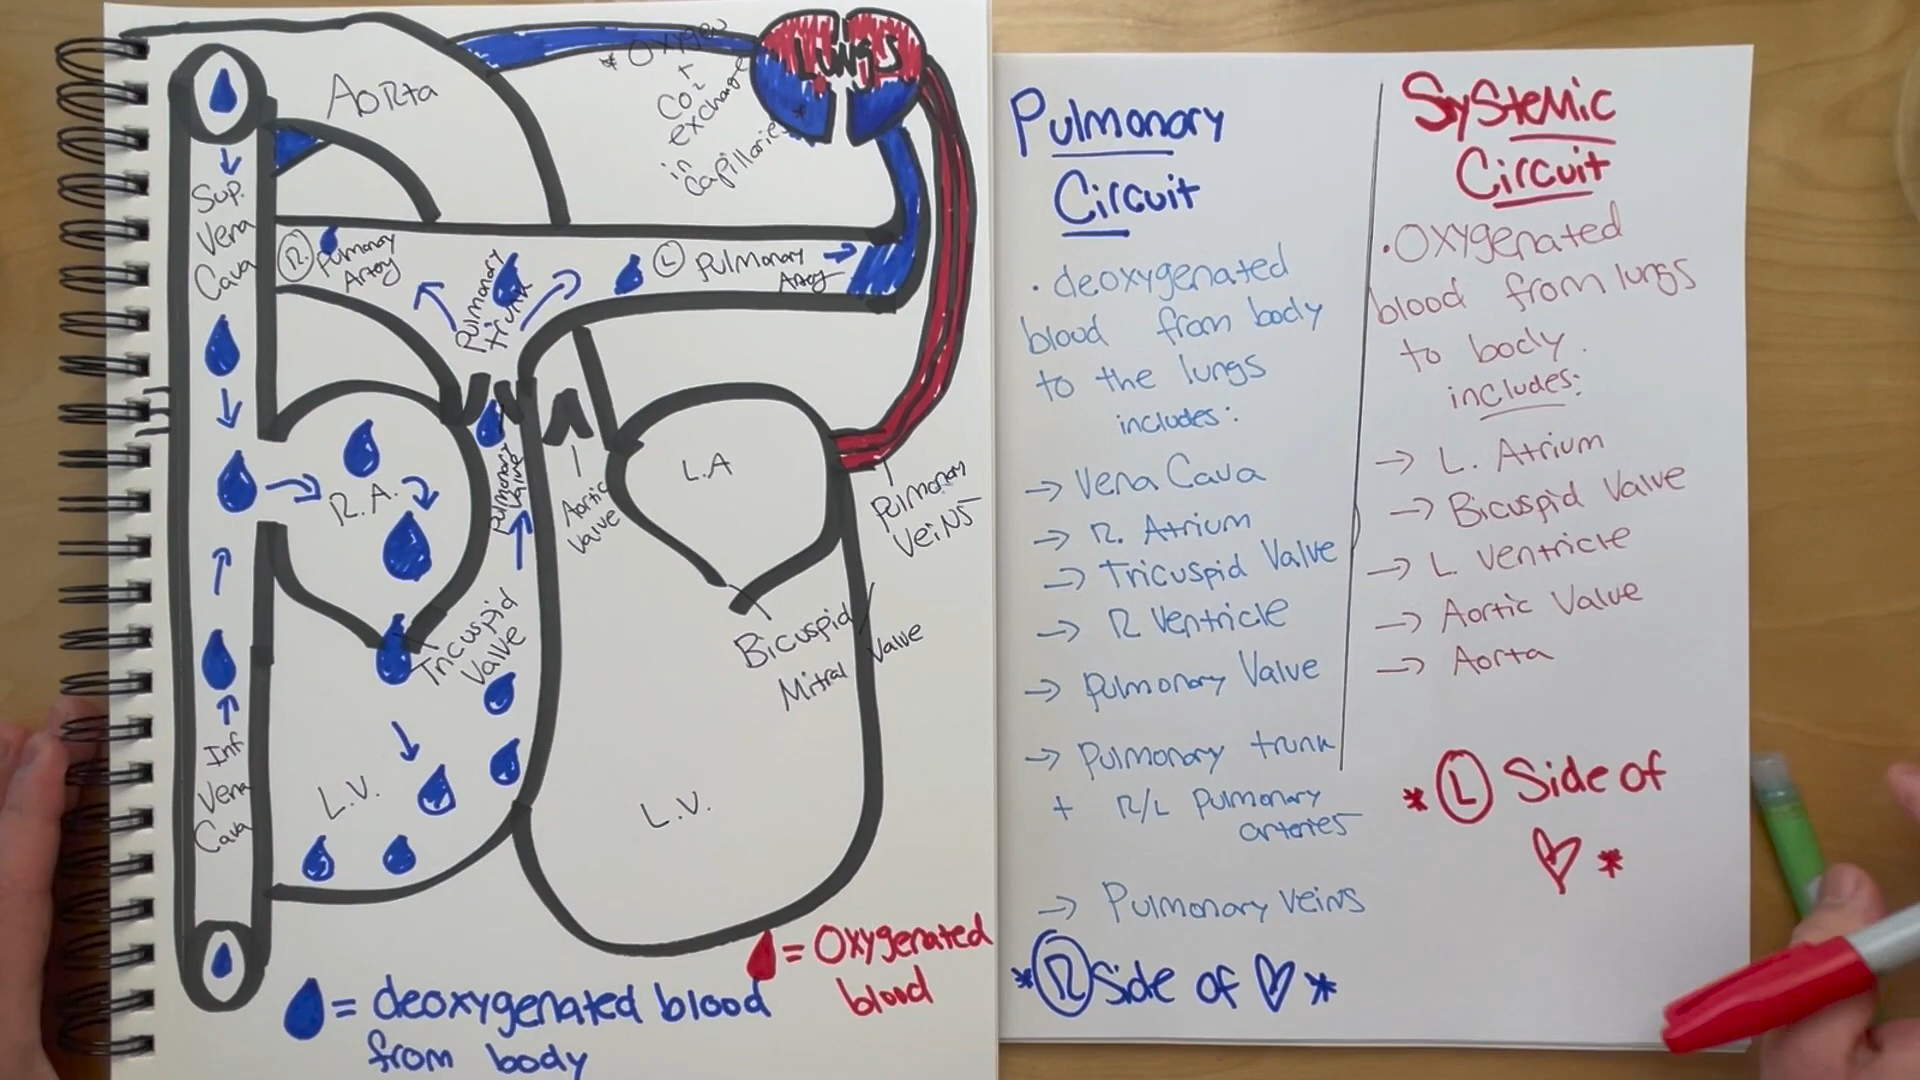 Aorta
* Oxygen
+
CO2
exchange
in
capillaries
LUNGS
Sup.
Vena
Cava
R. Pulmonary
Artery
Pulmonary
trunk
L Pulmonary
Artery
R.A.
Pulmonary
Valve
Aortic
Valve
L.A
Pulmonary
Veins
Tricuspid
Valve
Bicuspid /
Mitral Valve
Inf
Vena
Cava
L.V.
L.V.
= deoxygenated blood
from body
= Oxygenated
blood
Pulmonary
Circuit
• deoxygenated
blood from body
to the lungs
includes:
→ Vena Cava
→ R. Atrium
→ Tricuspid Valve
→ R Ventricle
→ Pulmonary Valve
→ Pulmonary trunk
+ R/L Pulmonary
arteries
→ Pulmonary Veins
* R Side of ♡ *
Systemic
Circuit
• Oxygenated
blood from lungs
to body.
includes:
→ L. Atrium
→ Bicuspid Valve
→ L. Ventricle
→ Aortic Valve
→ Aorta
* L Side of
♡ *